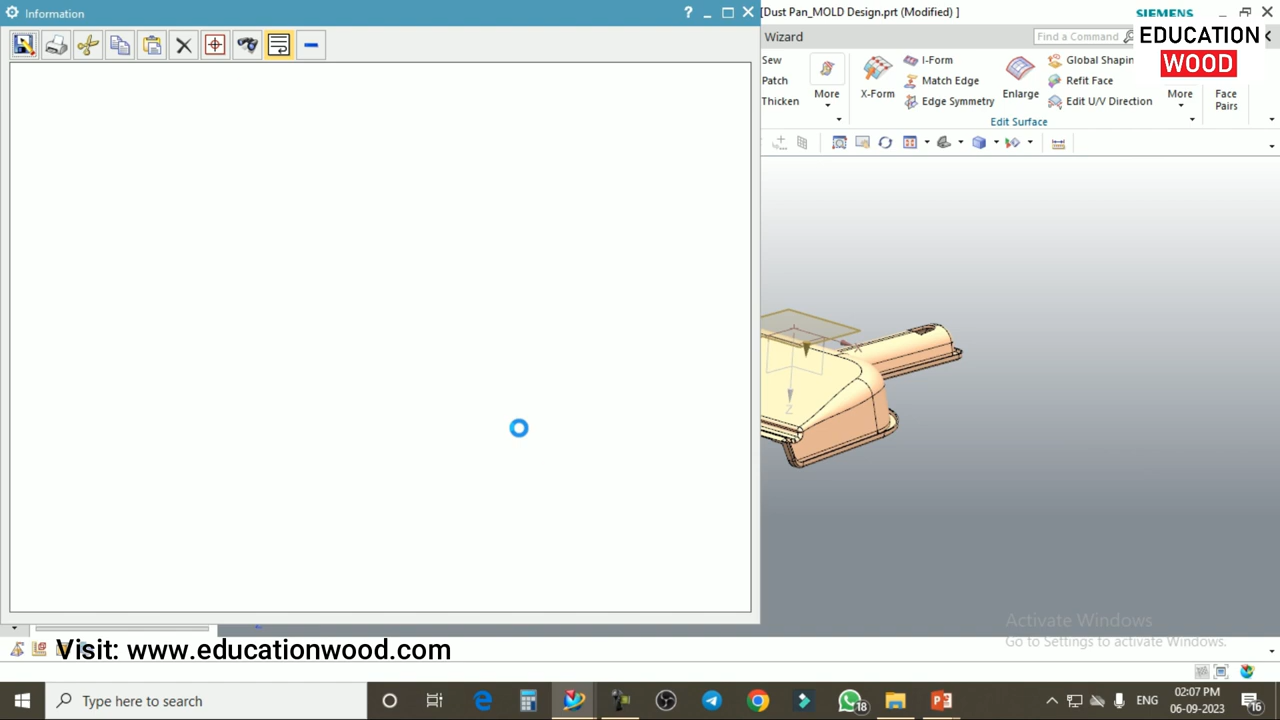 Information
[Dust Pan_MOLD Design.prt (Modified) ]
SIEMENS
Wizard
Find a Command
EDUCATION
WOOD
Sew
Patch
Thicken
More
X-Form
I-Form
Match Edge
Edge Symmetry
Enlarge
Global Shapin
Refit Face
Edit U/V Direction
More
Face
Pairs
Edit Surface
Z
Activate Windows
Go to Settings to activate Windows.
Visit: www.educationwood.com
Type here to search
18
ENG
02:07 PM
06-09-2023
16